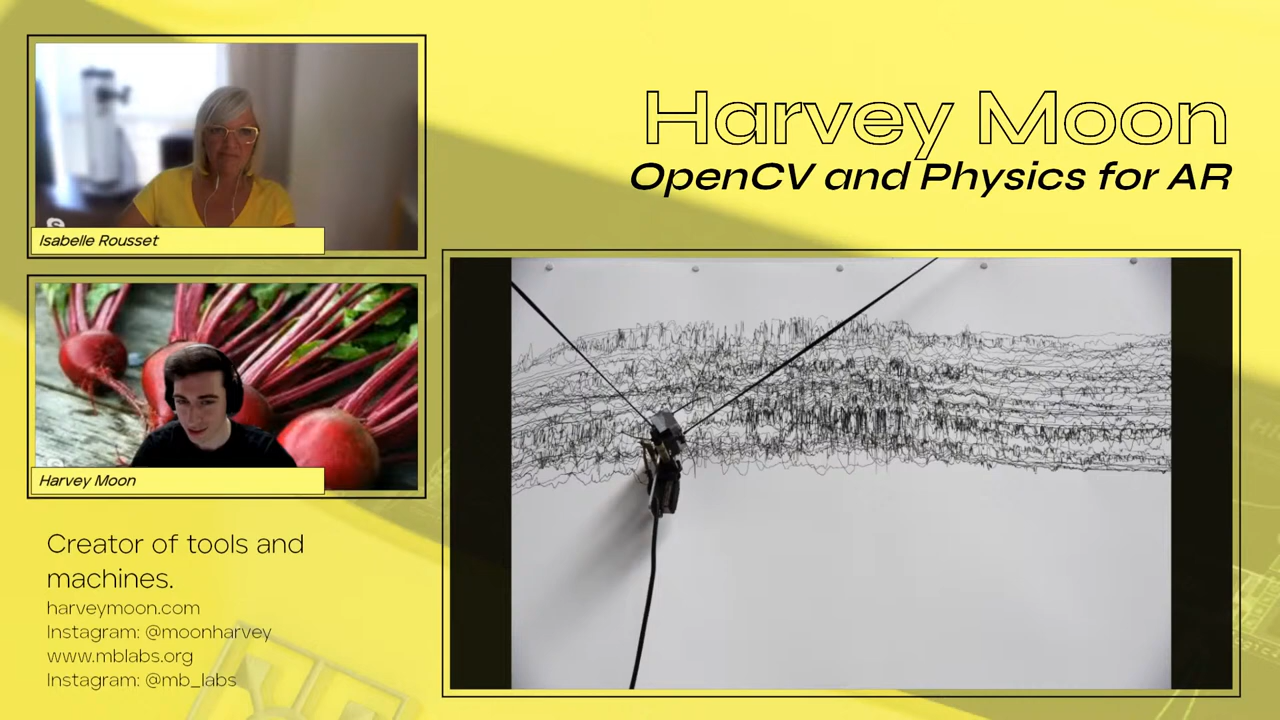 Harvey Moon
OpenCV and Physics for AR
Isabelle Rousset
Harvey Moon
Creator of tools and
machines.
harveymoon.com
Instagram: @moonharvey
www.mblabs.org
Instagram: @mb_labs